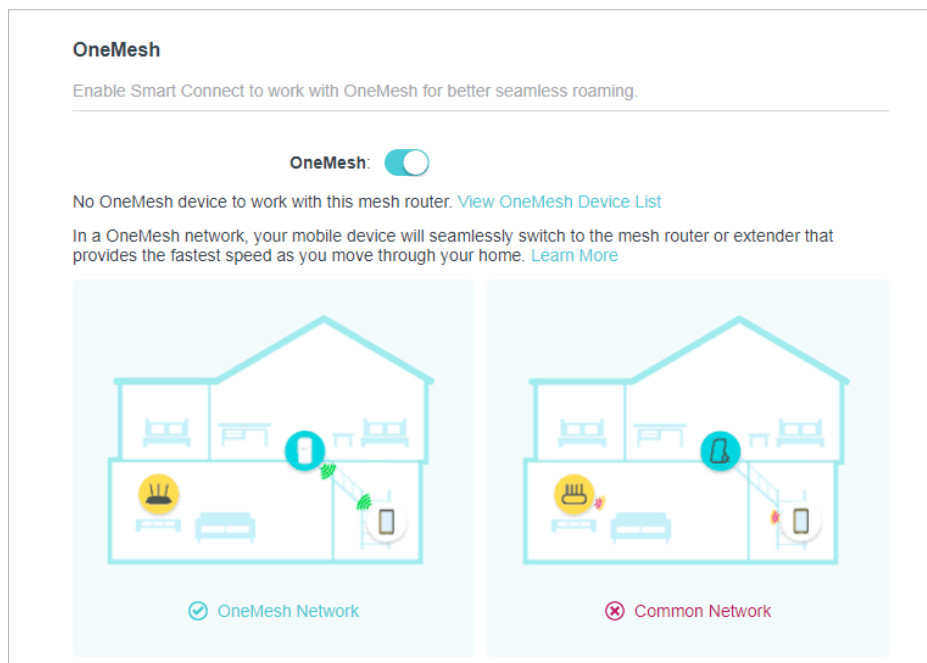 OneMesh
Enable Smart Connect to work with OneMesh for better seamless roaming.
OneMesh:
No OneMesh device to work with this mesh router. View OneMesh Device List
In a OneMesh network, your mobile device will seamlessly switch to the mesh router or extender that
provides the fastest speed as you move through your home. Learn More
OneMesh Network
Common Network